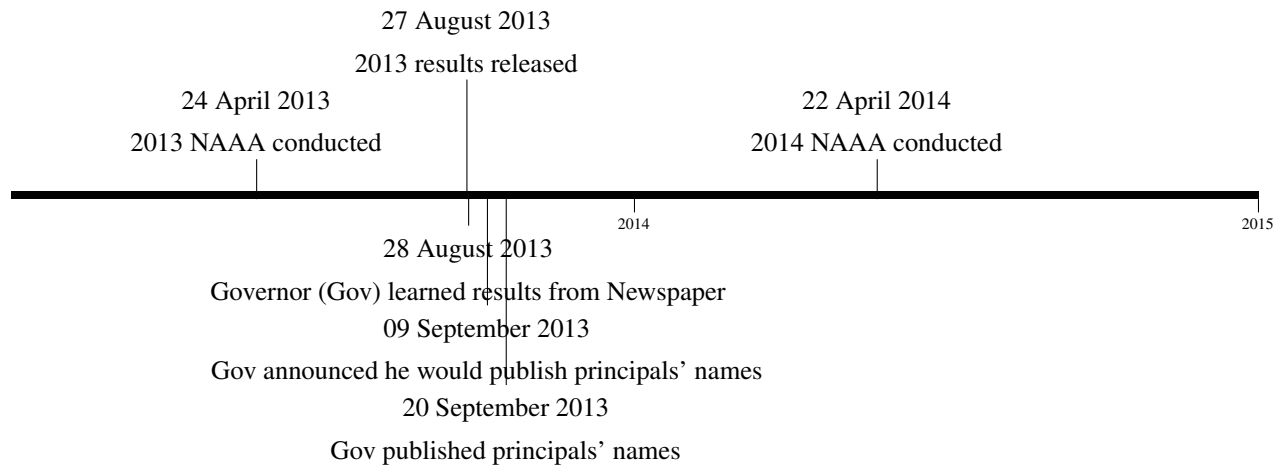 27 August 2013
2013 results released
24 April 2013
2013 NAAA conducted
22 April 2014
2014 NAAA conducted
2014
2015
28 August 2013
Governor (Gov) learned results from Newspaper
09 September 2013
Gov announced he would publish principals’ names
20 September 2013
Gov published principals’ names